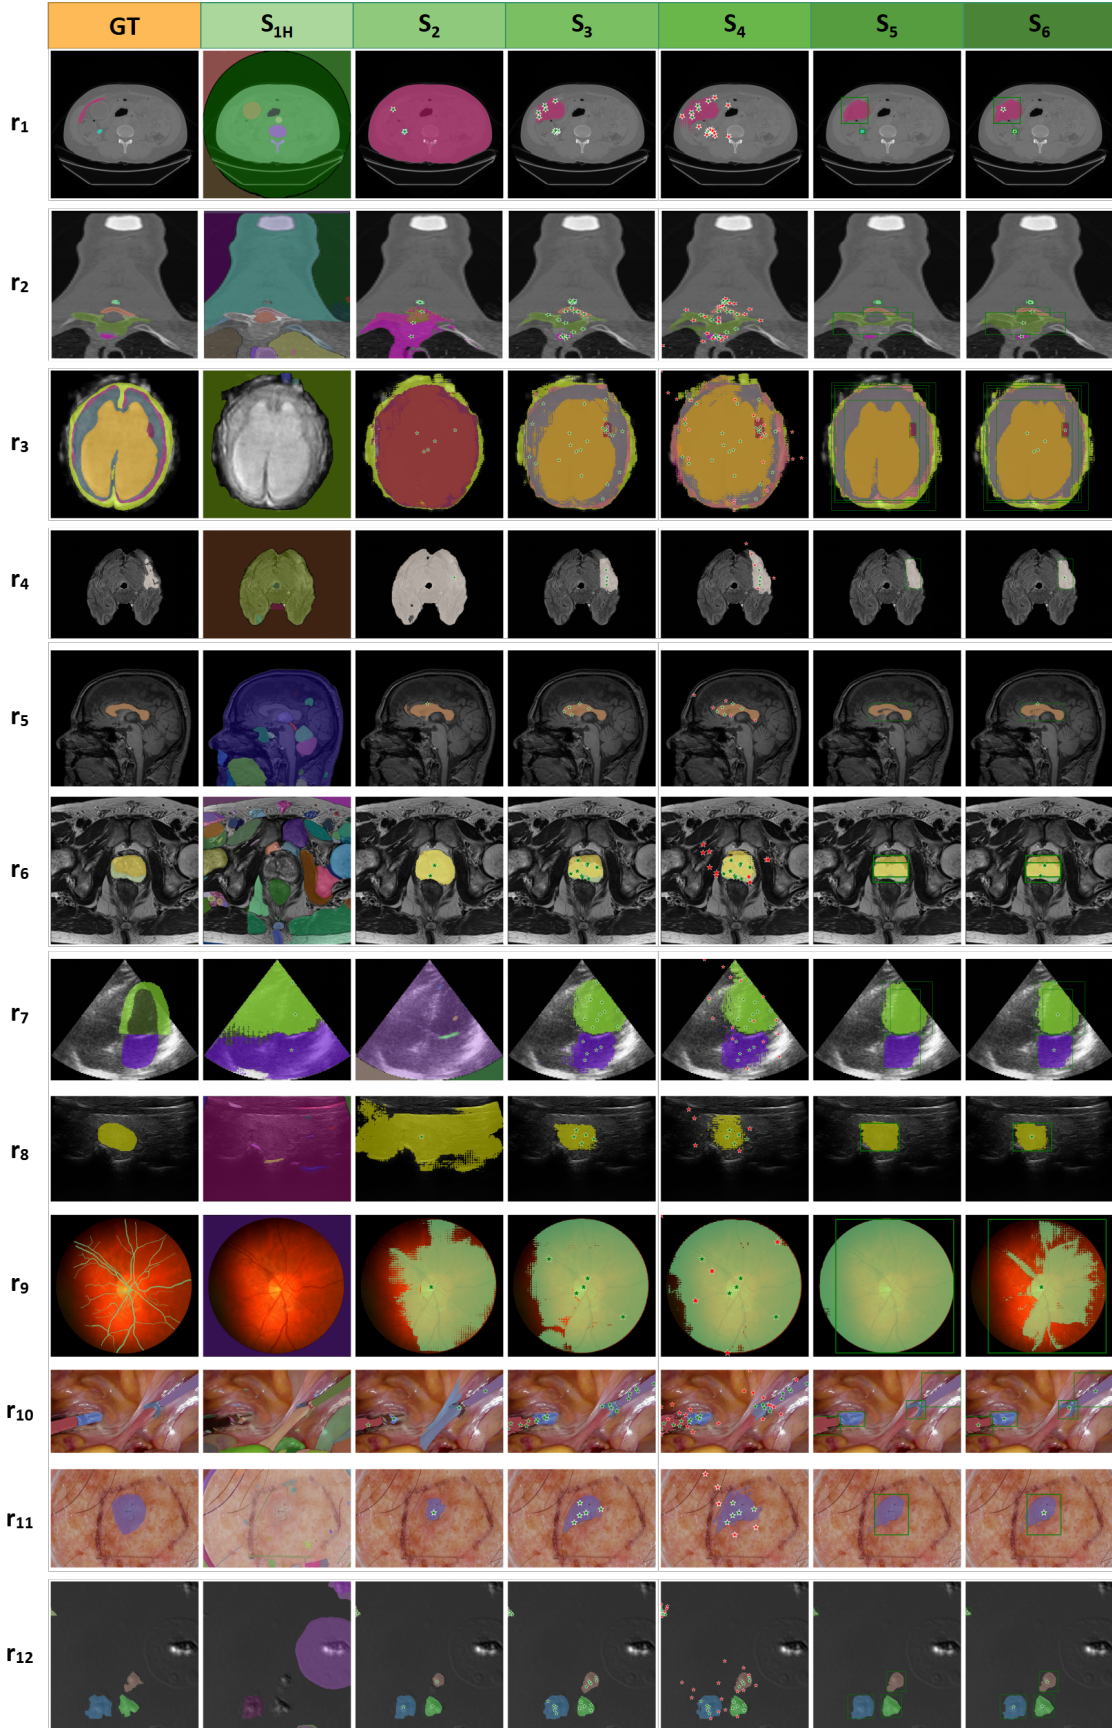 GT S₁H S₂ S₃ S₄ S₅ S₆
r₁
r₂
r₃
r₄
r₅
r₆
r₇
r₈
r₉
r₁₀
r₁₁
r₁₂